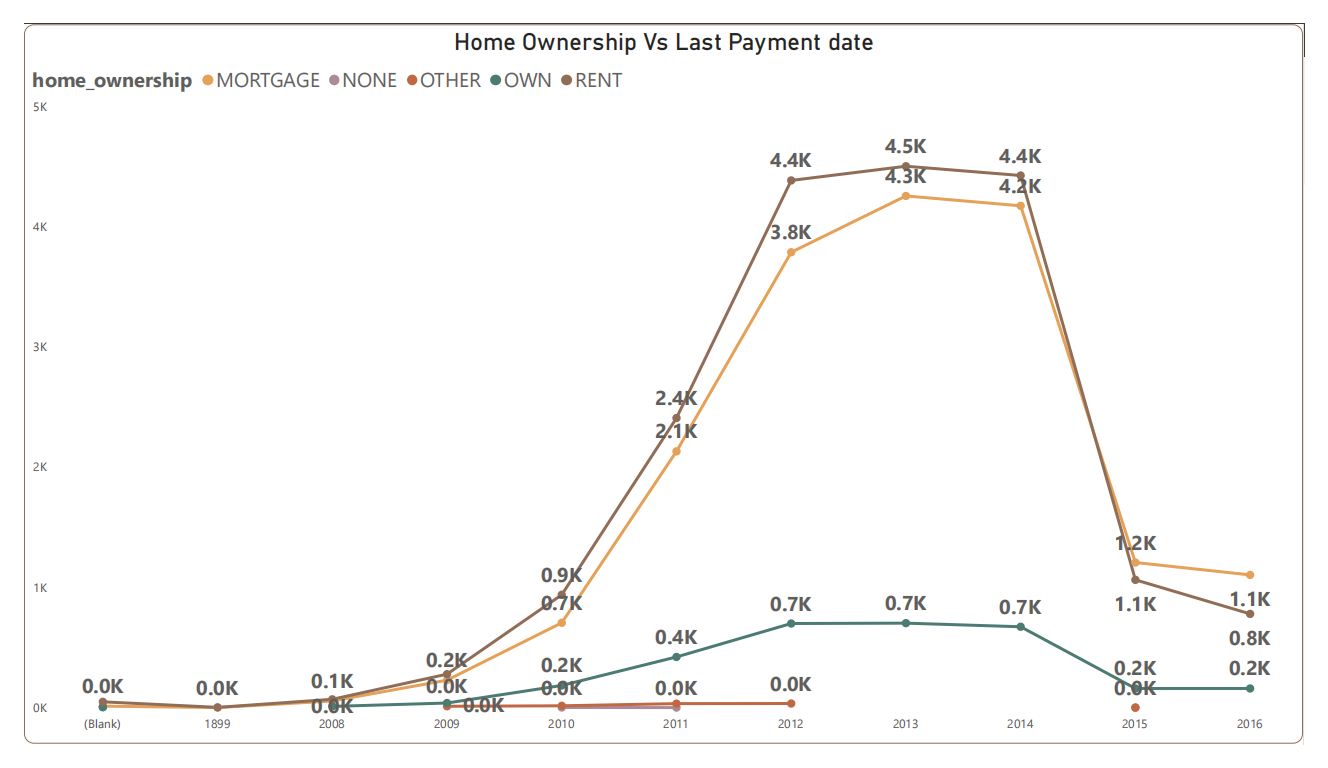 Home Ownership Vs Last Payment date
home_ownership MORTGAGE NONE OTHER OWN RENT
5K
4.5K
4.4K 4.4K
4.3K
4.2K
4K
3.8K
3K
2.4K
2.1K
2K
1.2K
1K
0.9K
0.7K
1.1K 1.1K
0.7K 0.7K 0.7K
0.4K 0.8K
0.2K 0.2K 0.2K 0.2K
0.0K 0.0K 0.1K 0.0K 0.0K 0.0K 0.0K 0.0K
0K 0.0K 0.0K
(Blank) 1899 2008 2009 2010 2011 2012 2013 2014 2015 2016